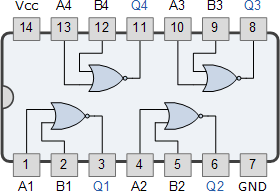 Vcc A4 B4 Q4 A3 B3 Q3
14 13 12 11 10 9 8
1 2 3 4 5 6 7
A1 B1 Q1 A2 B2 Q2 GND